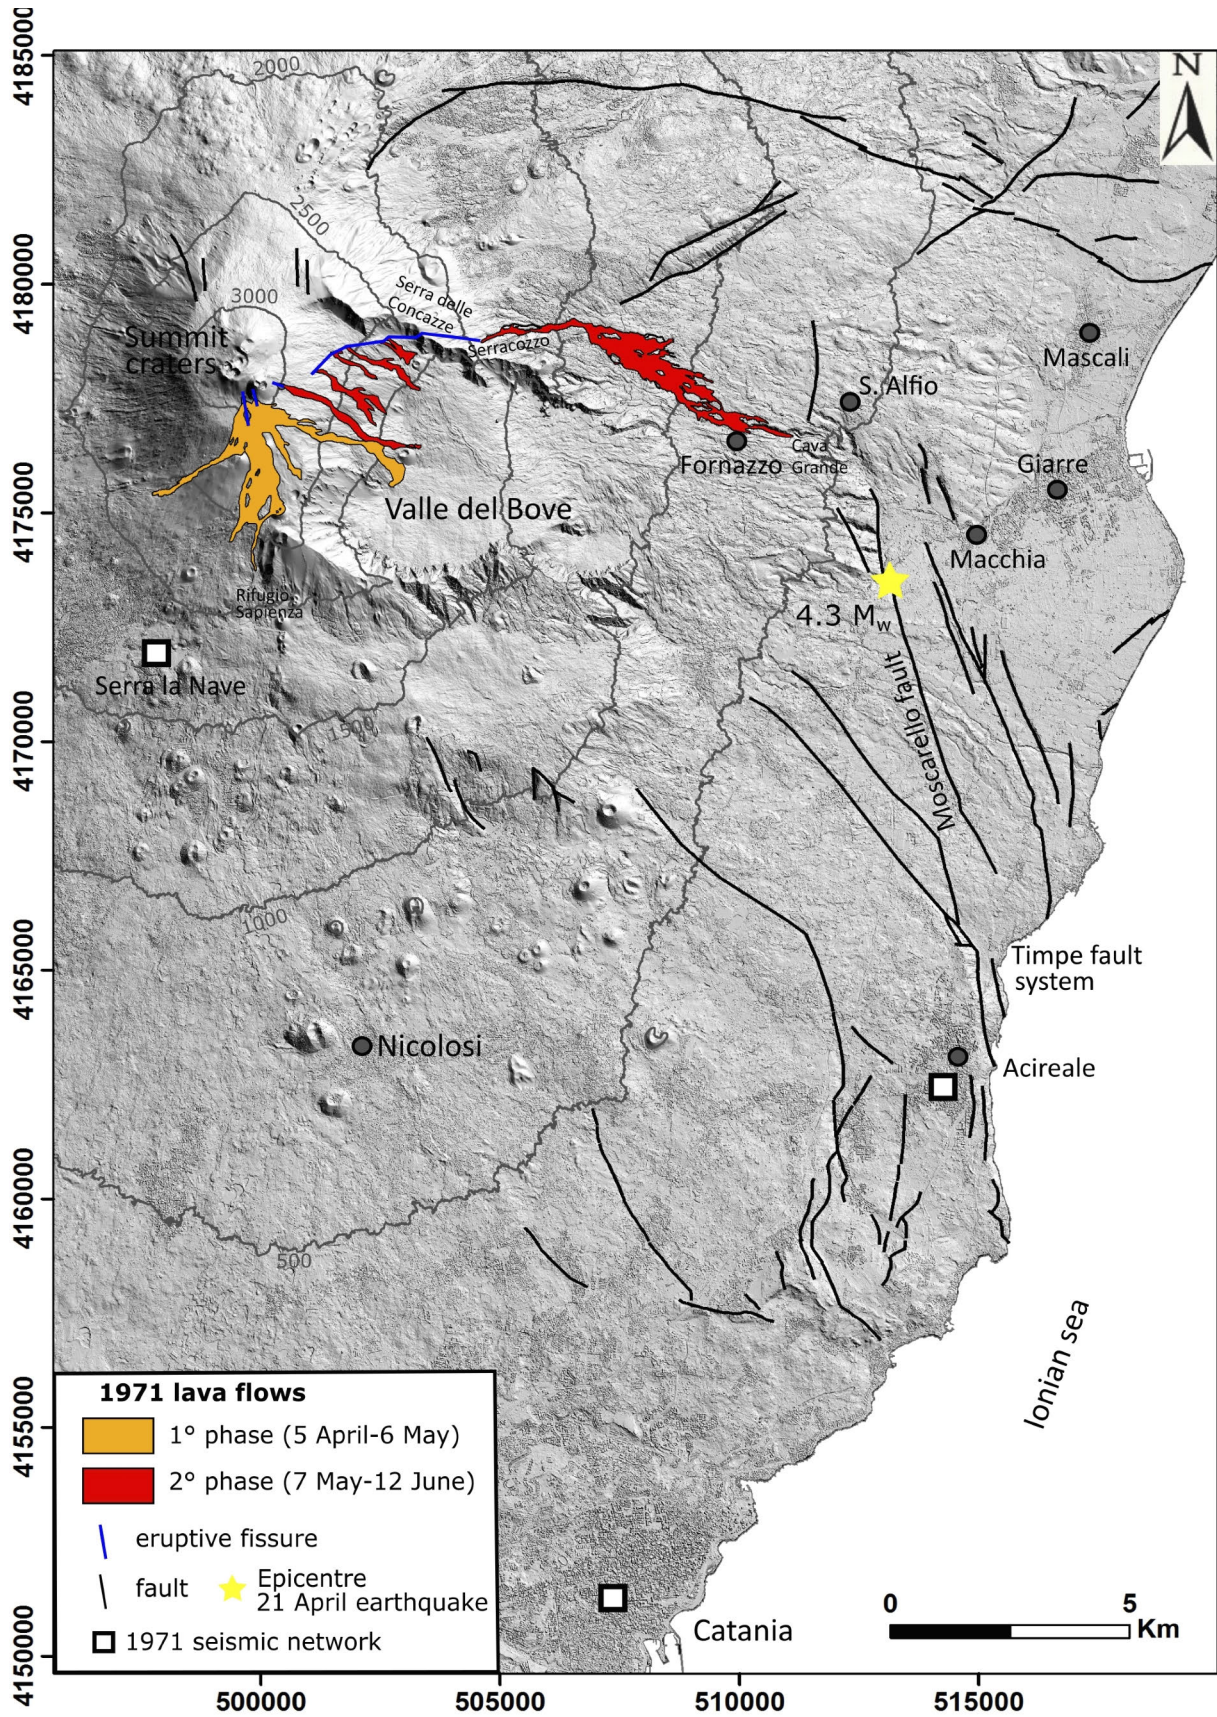 4185000
4180000
4175000
4170000
4165000
4160000
4155000
4150000
500000
505000
510000
515000
N
2000
2500
3000
Summit
craters
Serra delle
Concazze
Serracozzo
Mascali
S. Alfio
Fornazzo
Cava
Grande
Giarre
Valle del Bove
Macchia
Rifugio
Sapienza
4.3 Mw
Serra la Nave
1500
Moscarello fault
1000
Timpe fault
system
Nicolosi
Acireale
500
Ionian sea
1971 lava flows
1° phase (5 April-6 May)
2° phase (7 May-12 June)
eruptive fissure
fault
Epicentre
21 April earthquake
1971 seismic network
Catania
0
5
Km